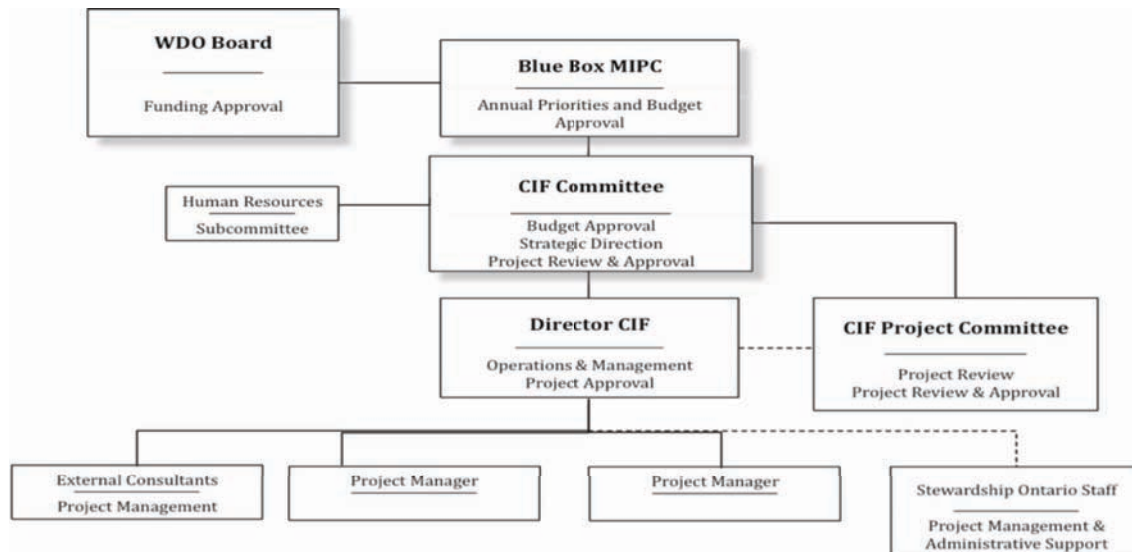 WDO Board
Funding Approval
Blue Box MIPC
Annual Priorities and Budget
Approval
CIF Committee
Budget Approval
Strategic Direction
Project Review & Approval
Human Resources
Subcommittee
Director CIF
Operations & Management
Project Approval
CIF Project Committee
Project Review
Project Review & Approval
External Consultants
Project Management
Project Manager
Project Manager
Stewardship Ontario Staff
Project Management &
Administrative Support